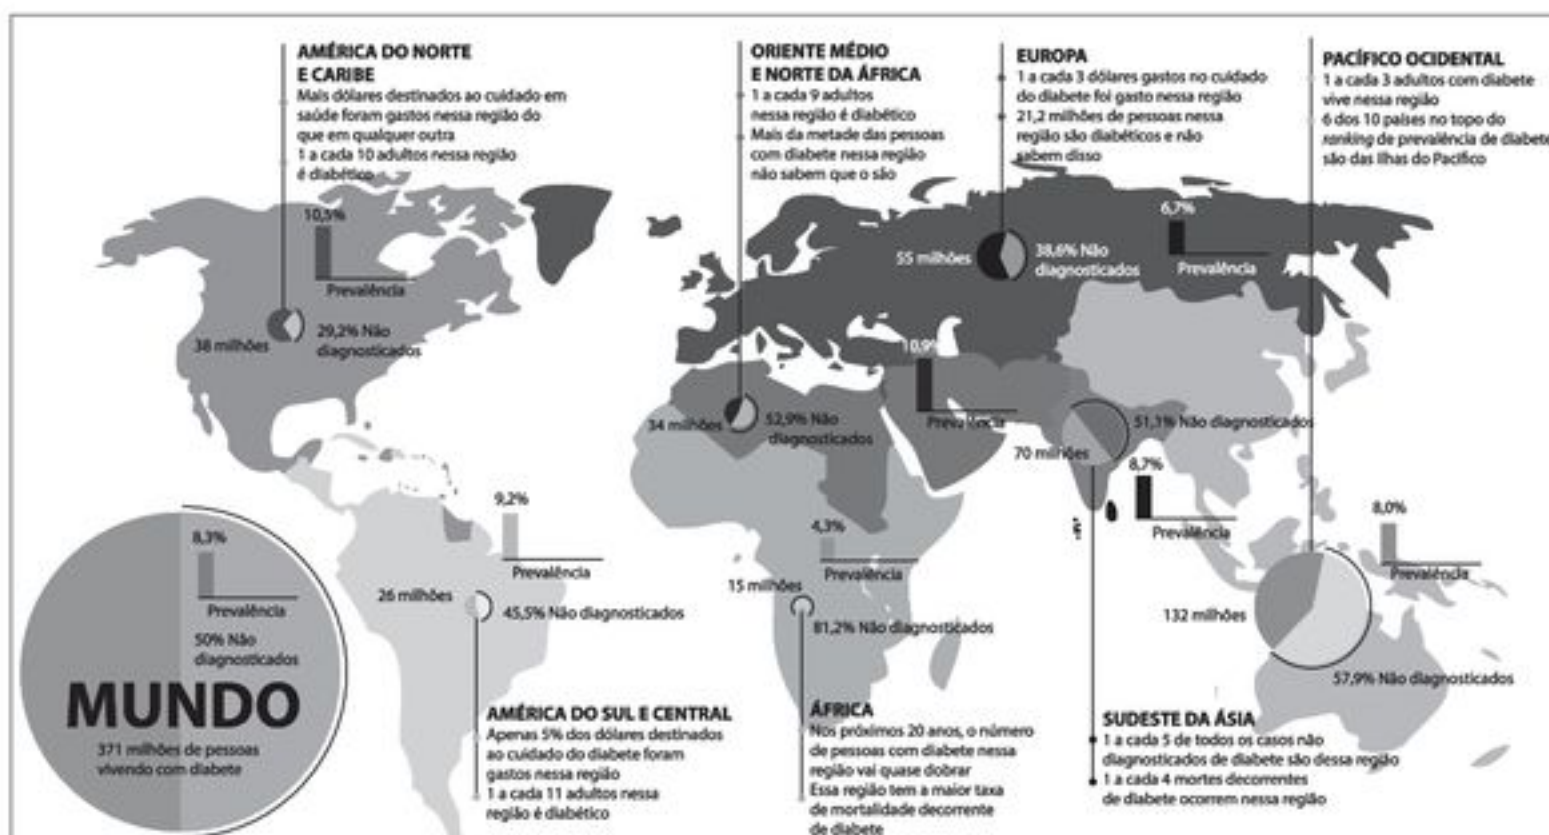 AMÉRICA DO NORTE
E CARIBE
Mais dólares destinados ao cuidado em
saúde foram gastos nessa região do
que em qualquer outra
1 a cada 10 adultos nessa região
é diabético
10,5%
Prevalência
38 milhões
29,2% Não
diagnosticados
ORIENTE MÉDIO
E NORTE DA ÁFRICA
1 a cada 9 adultos
nessa região é diabético
Mais da metade das pessoas
com diabete nessa região
não sabem que o são
34 milhões
52,9% Não
diagnosticados
10,9%
Prevalência
EUROPA
1 a cada 3 dólares gastos no cuidado
do diabete foi gasto nessa região
21,2 milhões de pessoas nessa
região são diabéticos e não
sabem disso
55 milhões
38,6% Não
diagnosticados
6,7%
Prevalência
PACÍFICO OCIDENTAL
1 a cada 3 adultos com diabete
vive nessa região
6 dos 10 países no topo do
ranking de prevalência de diabete
são das Ilhas do Pacífico
8,0%
Prevalência
132 milhões
57,9% Não diagnosticados
51,1% Não diagnosticados
70 milhões
8,7%
Prevalência
SUDESTE DA ÁSIA
1 a cada 5 de todos os casos não
diagnosticados de diabete são dessa região
1 a cada 4 mortes decorrentes
de diabete ocorrem nessa região
4,3%
Prevalência
15 milhões
81,2% Não diagnosticados
ÁFRICA
Nos próximos 20 anos, o número
de pessoas com diabete nessa
região vai quase dobrar
Essa região tem a maior taxa
de mortalidade decorrente
de diabete
9,2%
Prevalência
26 milhões
45,5% Não diagnosticados
AMÉRICA DO SUL E CENTRAL
Apenas 5% dos dólares destinados
ao cuidado do diabete foram
gastos nessa região
1 a cada 11 adultos nessa
região é diabético
8,3%
Prevalência
50% Não
diagnosticados
MUNDO
371 milhões de pessoas
vivendo com diabete